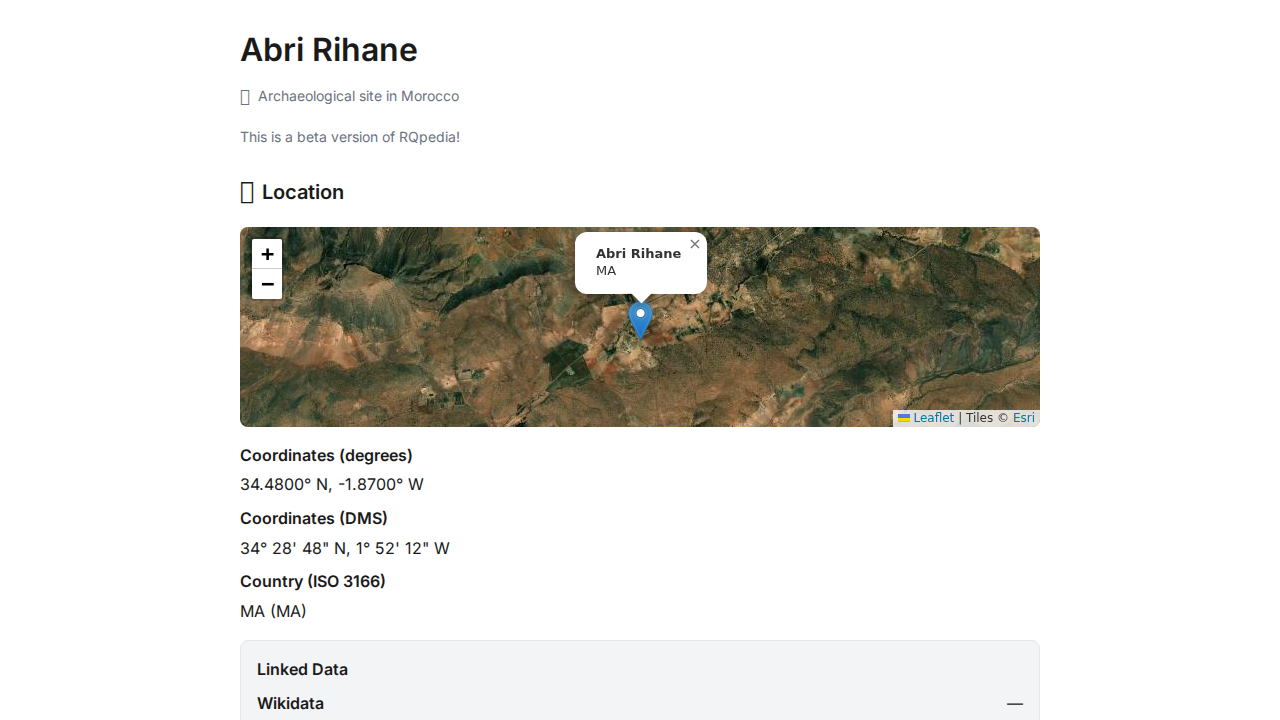 Abri Rihane
Archaeological site in Morocco
This is a beta version of RQpedia!
Location
+
−
Abri Rihane
MA
×
Leaflet | Tiles © Esri
Coordinates (degrees)
34.4800° N, -1.8700° W
Coordinates (DMS)
34° 28' 48" N, 1° 52' 12" W
Country (ISO 3166)
MA (MA)
Linked Data
Wikidata —